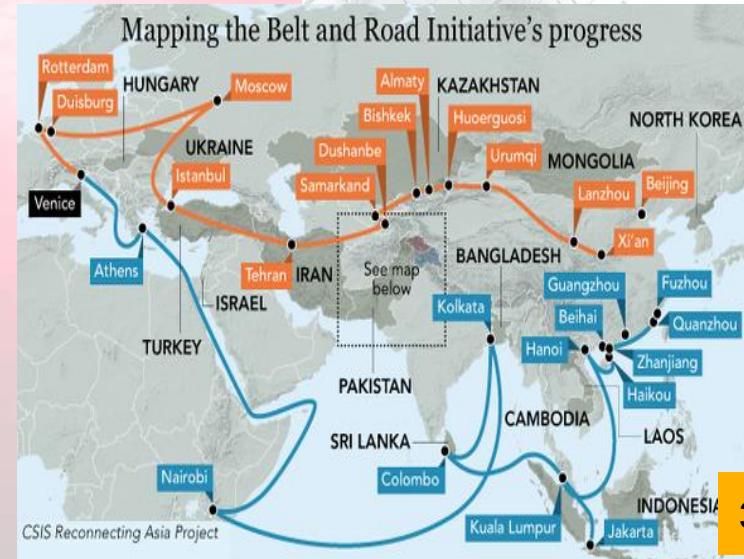 Mapping the Belt and Road Initiative's progress
Rotterdam
Duisburg
HUNGARY
Moscow
Almaty
KAZAKHSTAN
Bishkek
Huoerguosi
NORTH KOREA
UKRAINE
Dushanbe
Urumqi
MONGOLIA
Istanbul
Samarkand
Lanzhou
Beijing
Venice
Xi'an
Athens
Tehran
IRAN
See map
below
BANGLADESH
Guangzhou
Fuzhou
ISRAEL
Kolkata
Beihai
Quanzhou
TURKEY
Hanoi
Zhanjiang
PAKISTAN
Haikou
CAMBODIA
SRI LANKA
LAOS
Nairobi
Colombo
INDONESIA
Kuala Lumpur
Jakarta
CSIS Reconnecting Asia Project
3